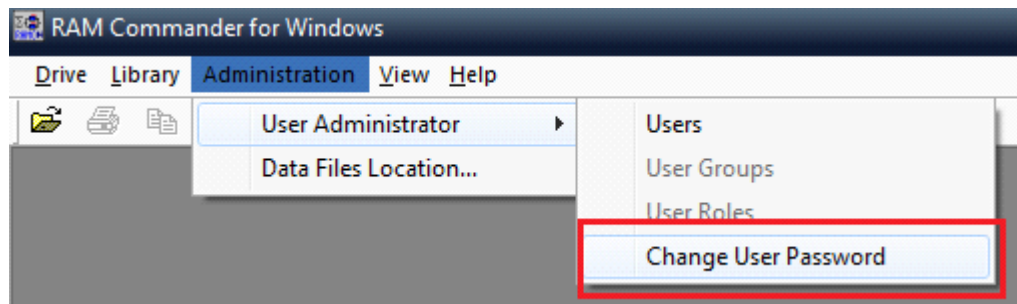 RAM Commander for Windows
Drive Library Administration View Help
User Administrator Users
Data Files Location... User Groups
User Roles
Change User Password